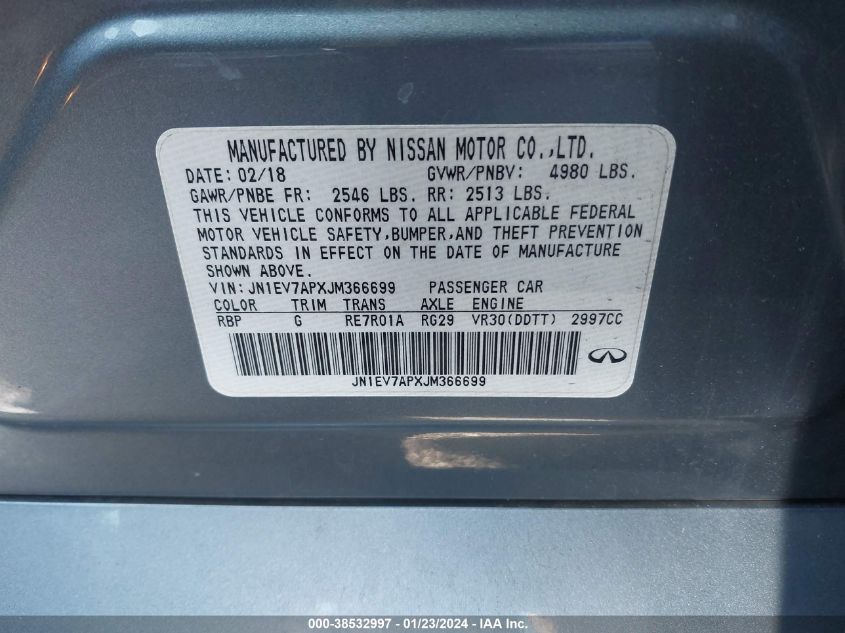 MANUFACTURED BY NISSAN MOTOR CO.,LTD.
DATE: 02/18 GVWR/PNBV: 4980 LBS.
GAWR/PNBE FR: 2546 LBS. RR: 2513 LBS.
THIS VEHICLE CONFORMS TO ALL APPLICABLE FEDERAL
MOTOR VEHICLE SAFETY,BUMPER,AND THEFT PREVENTION
STANDARDS IN EFFECT ON THE DATE OF MANUFACTURE
SHOWN ABOVE.
VIN: JN1EV7APXJM366699 PASSENGER CAR
COLOR TRIM TRANS AXLE ENGINE
RBP G RE7R01A RG29 VR30(DDTT) 2997CC
JN1EV7APXJM366699
000-38532997 - 01/23/2024 - IAA Inc.